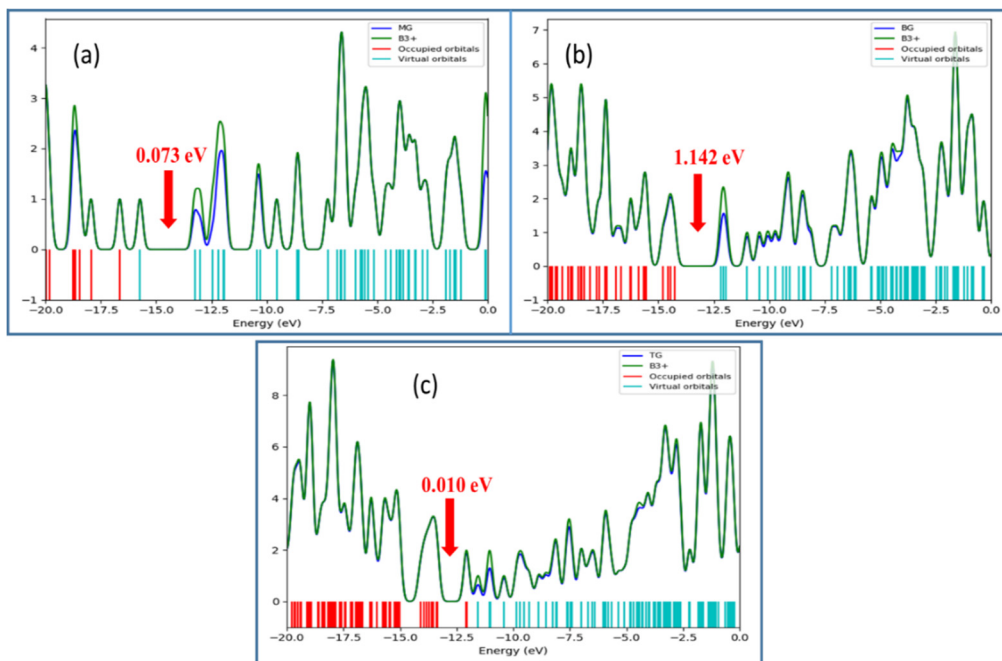 (a)
MG
B3+
Occupied orbitals
Virtual orbitals
0.073 eV
4
3
2
1
0
−1
−20.0 −17.5 −15.0 −12.5 −10.0 −7.5 −5.0 −2.5 0.0
Energy (eV)
(b)
BG
B3+
Occupied orbitals
Virtual orbitals
1.142 eV
7
6
5
4
3
2
1
0
−1
−20.0 −17.5 −15.0 −12.5 −10.0 −7.5 −5.0 −2.5 0.0
Energy (eV)
(c)
TG
B3+
Occupied orbitals
Virtual orbitals
0.010 eV
8
6
4
2
0
−20.0 −17.5 −15.0 −12.5 −10.0 −7.5 −5.0 −2.5 0.0
Energy (eV)